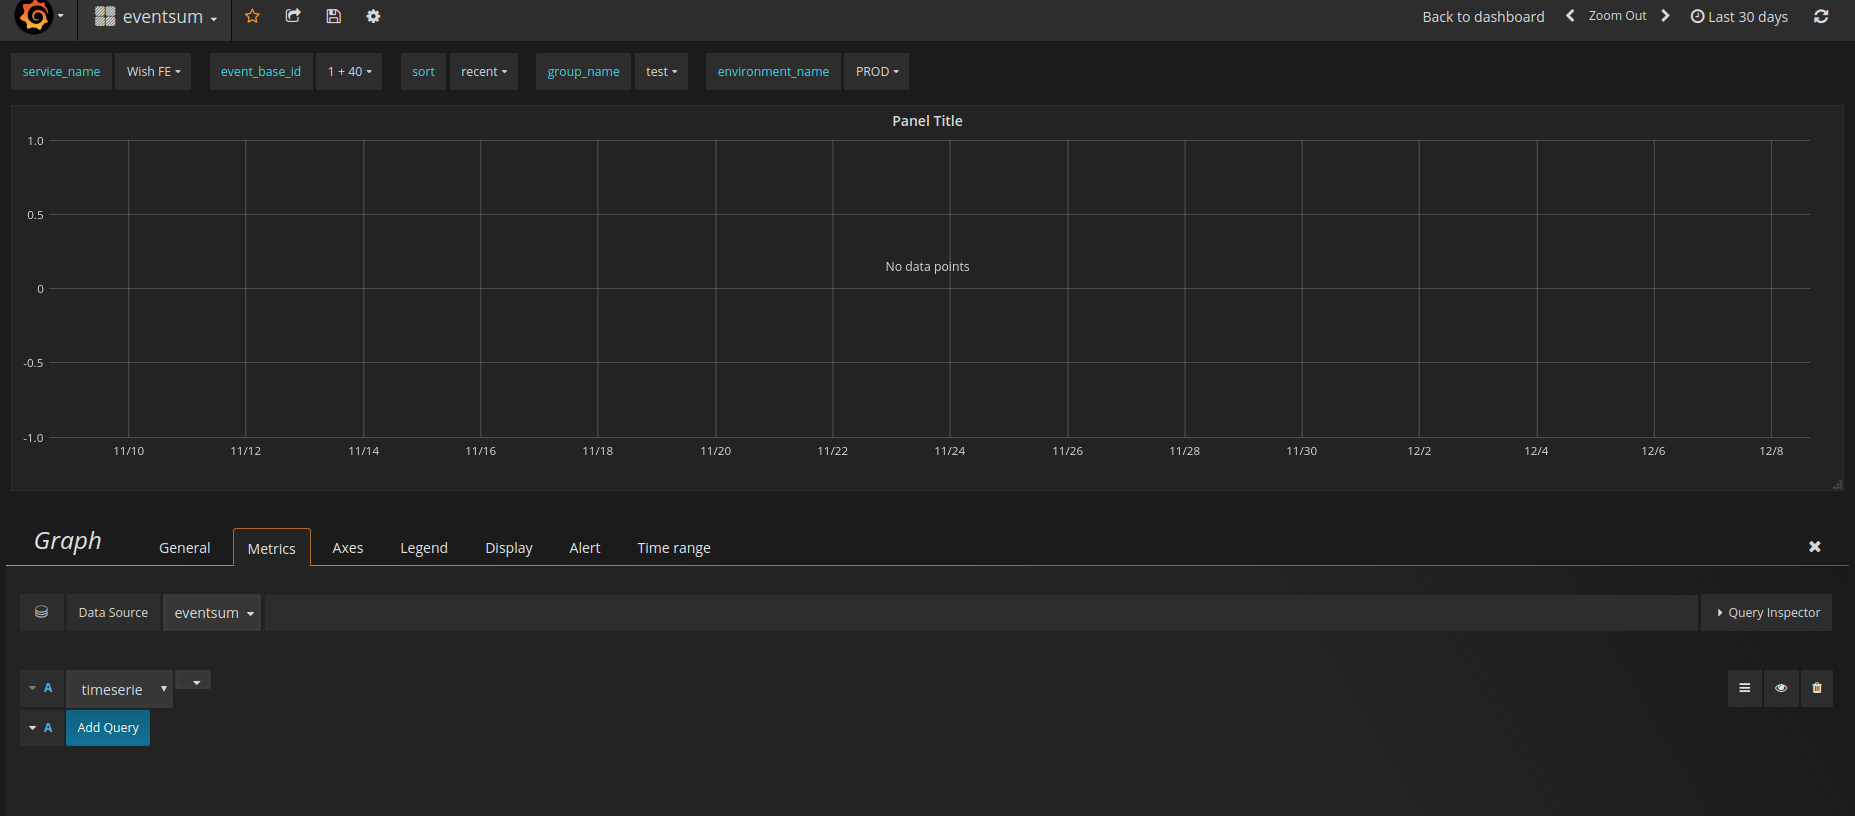 eventsum
Back to dashboard Zoom Out Last 30 days
service_name Wish FE event_base_id 1 + 40 sort recent group_name test environment_name PROD
Panel Title
1.0
0.5
No data points
0
-0.5
-1.0
11/10 11/12 11/14 11/16 11/18 11/20 11/22 11/24 11/26 11/28 11/30 12/2 12/4 12/6 12/8
Graph General Metrics Axes Legend Display Alert Time range
Data Source eventsum Query Inspector
A timeserie
A Add Query